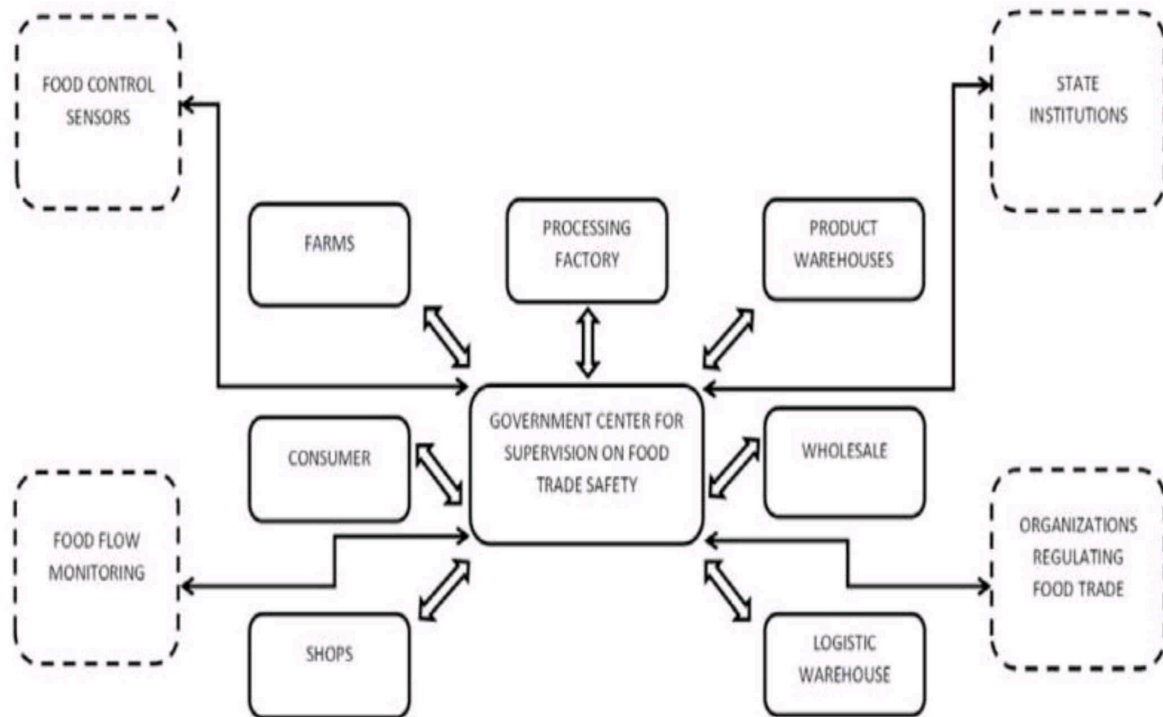 FOOD CONTROL
SENSORS
STATE
INSTITUTIONS
FARMS
PROCESSING
FACTORY
PRODUCT
WAREHOUSES
CONSUMER
GOVERNMENT CENTER FOR
SUPERVISION ON FOOD
TRADE SAFETY
WHOLESALE
FOOD FLOW
MONITORING
ORGANIZATIONS
REGULATING
FOOD TRADE
SHOPS
LOGISTIC
WAREHOUSE